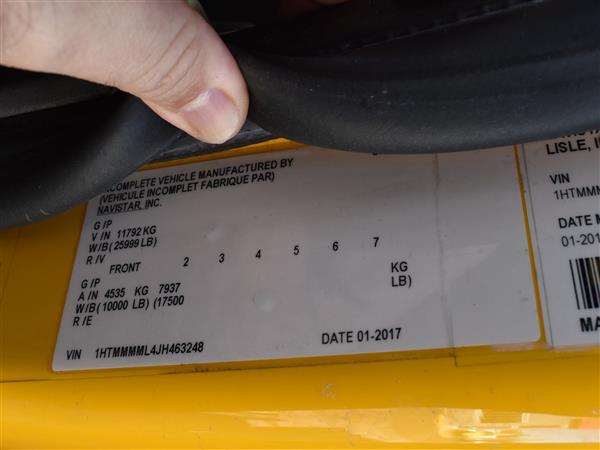 INCOMPLETE VEHICLE MANUFACTURED BY
(VEHICULE INCOMPLET FABRIQUE PAR)
NAVISTAR, INC.
G/P
V/N 11792 KG
W/B( 25999 LB)
R/V
FRONT 2 3 4 5 6 7
G/P
A/N 4535 KG 7937 KG
W/B( 10000 LB) (17500 LB)
R/E
VIN 1HTMMMML4JH463248
DATE 01-2017
LISLE, I
VIN
1HTMMM
DATE M
01-201
MA